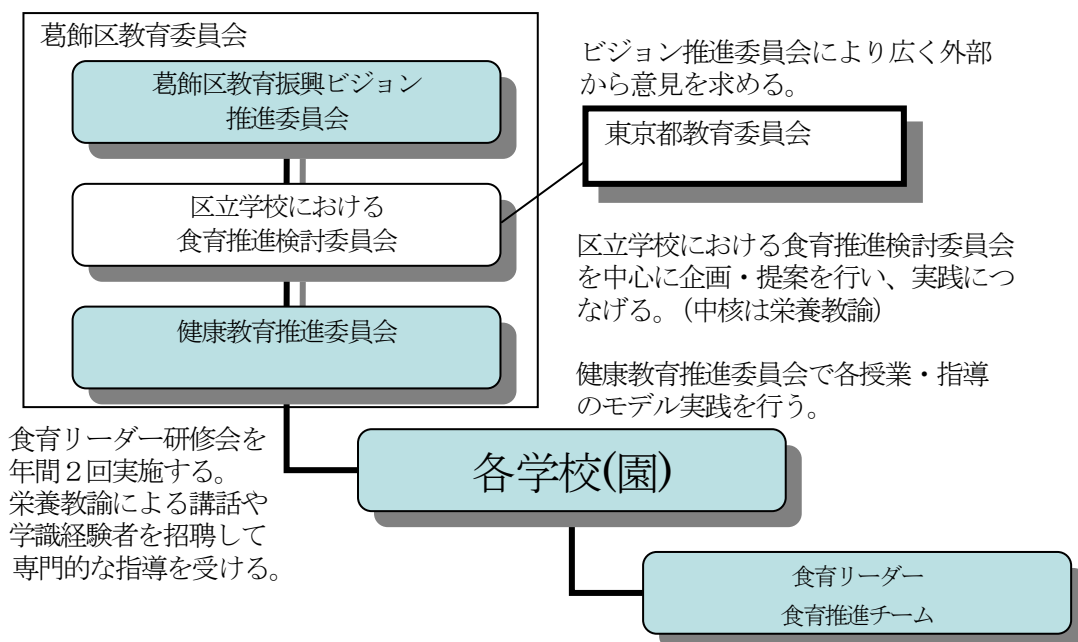 葛飾区教育委員会
葛飾区教育振興ビジョン
推進委員会
ビジョン推進委員会により広く外部
から意見を求める。
東京都教育委員会
区立学校における
食育推進検討委員会
区立学校における食育推進検討委員会
を中心に企画・提案を行い、実践につ
なげる。(中核は栄養教諭)
健康教育推進委員会
健康教育推進委員会で各授業・指導
のモデル実践を行う。
食育リーダー研修会を
年間２回実施する。
栄養教諭による講話や
学識経験者を招聘して
専門的な指導を受ける。
各学校(園)
食育リーダー
食育推進チーム